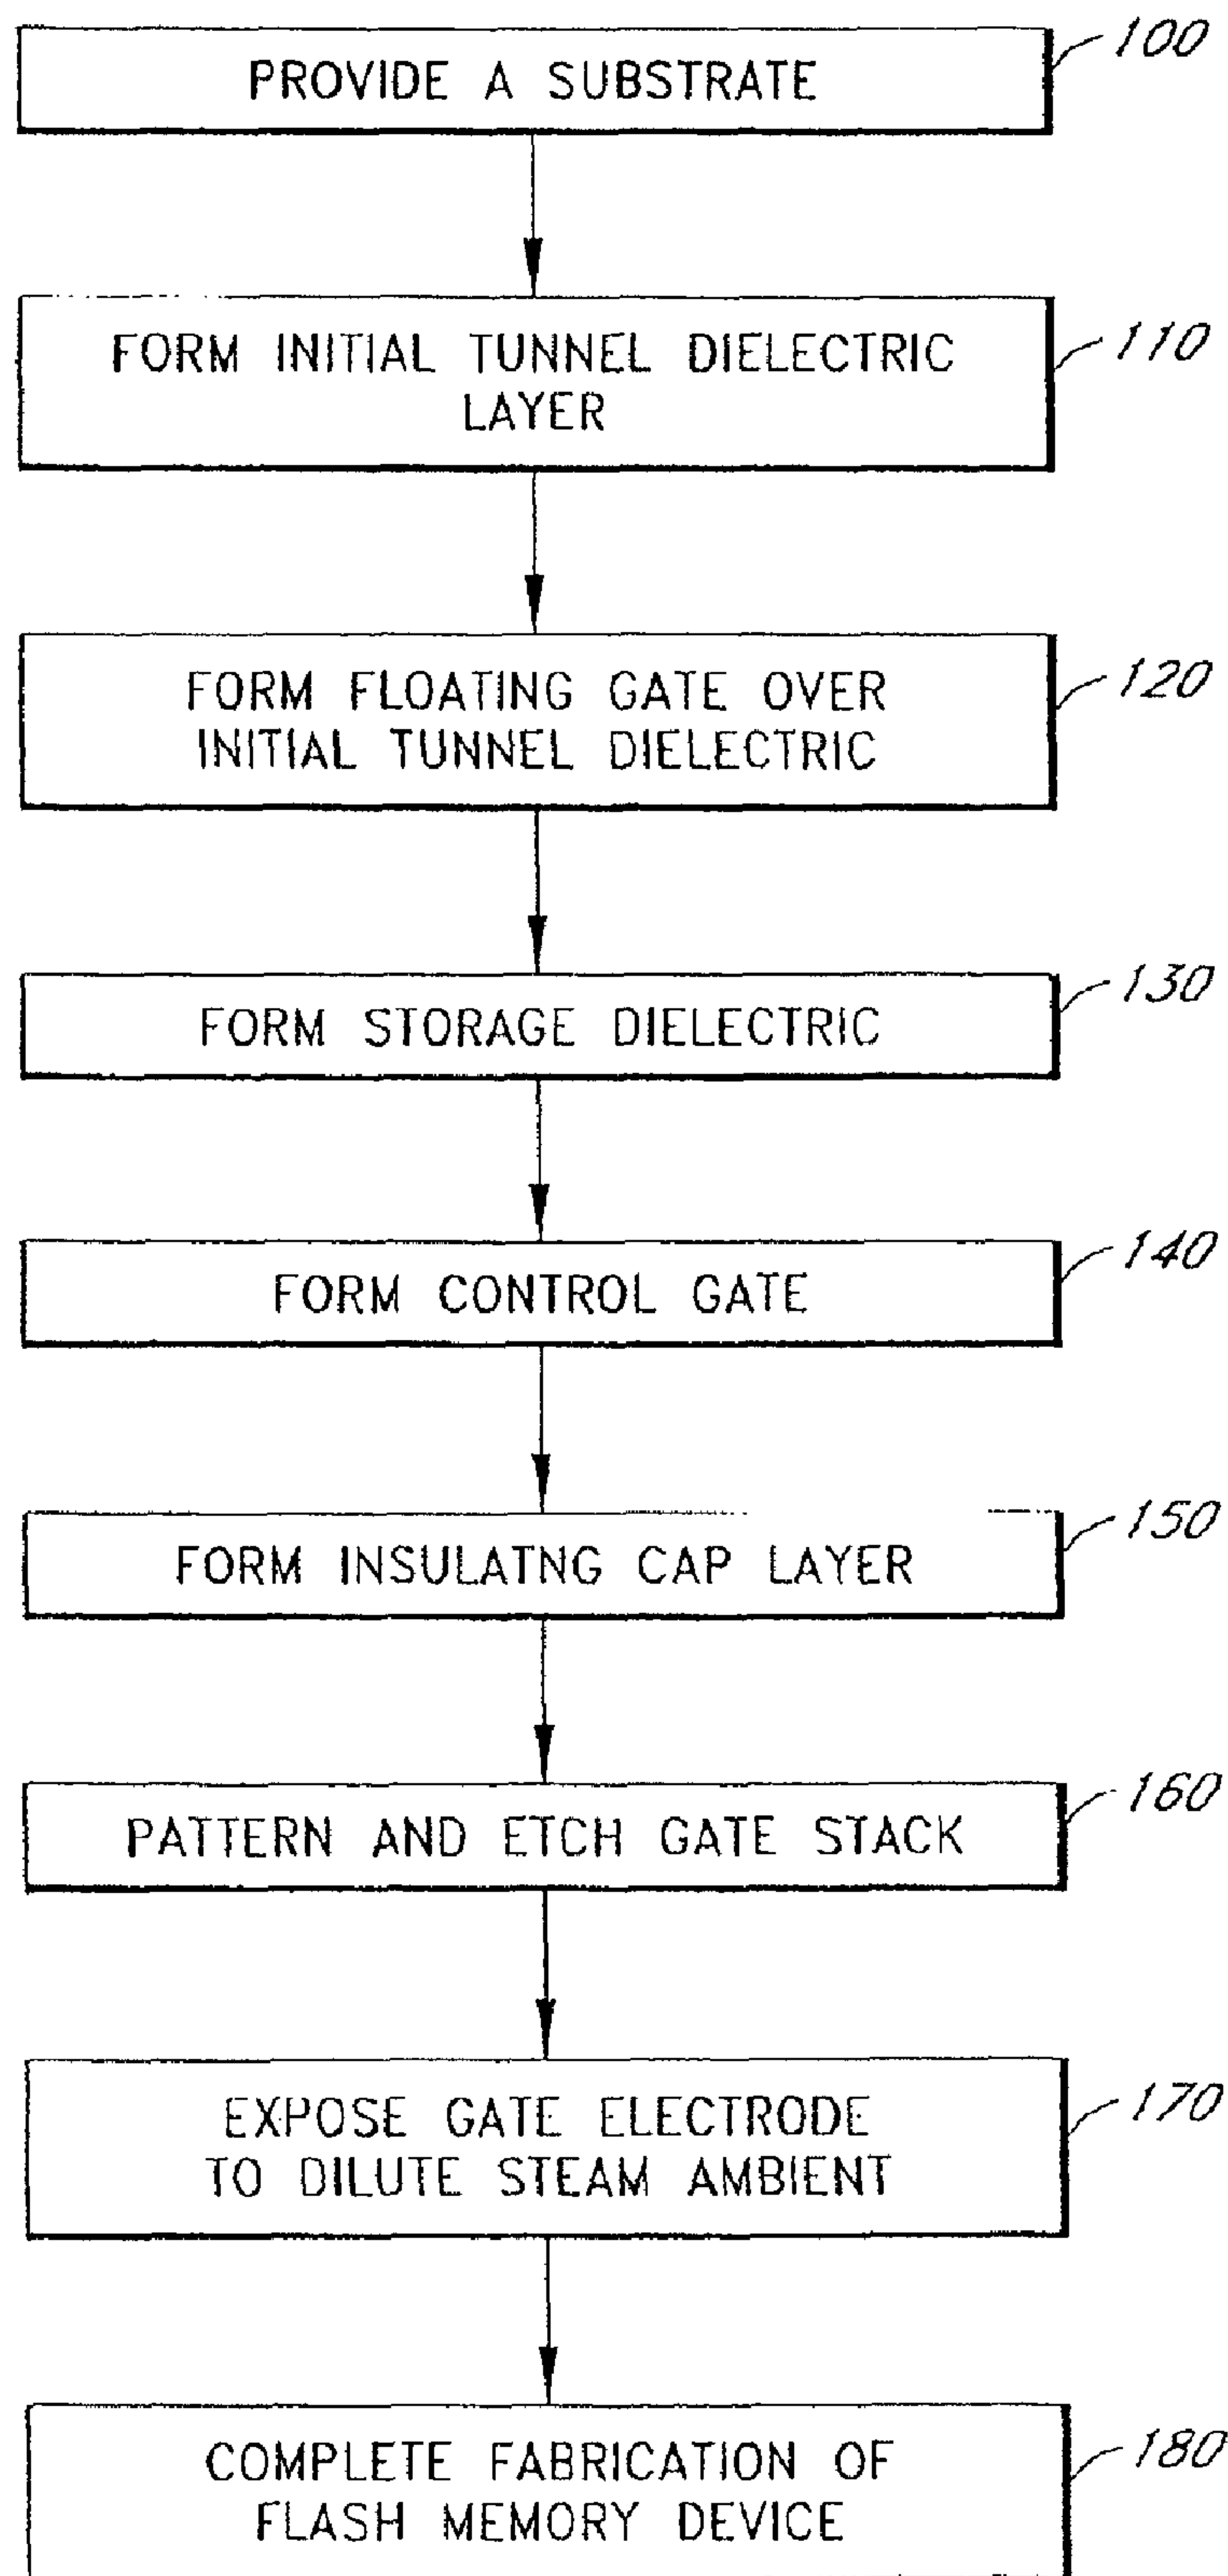 PROVIDE A SUBSTRATE
100
FORM INITIAL TUNNEL DIELECTRIC
LAYER
110
FORM FLOATING GATE OVER
INITIAL TUNNEL DIELECTRIC
120
FORM STORAGE DIELECTRIC
130
FORM CONTROL GATE
140
FORM INSULATNG CAP LAYER
150
PATTERN AND ETCH GATE STACK
160
EXPOSE GATE ELECTRODE
TO DILUTE STEAM AMBIENT
170
COMPLETE FABRICATION OF
FLASH MEMORY DEVICE
180